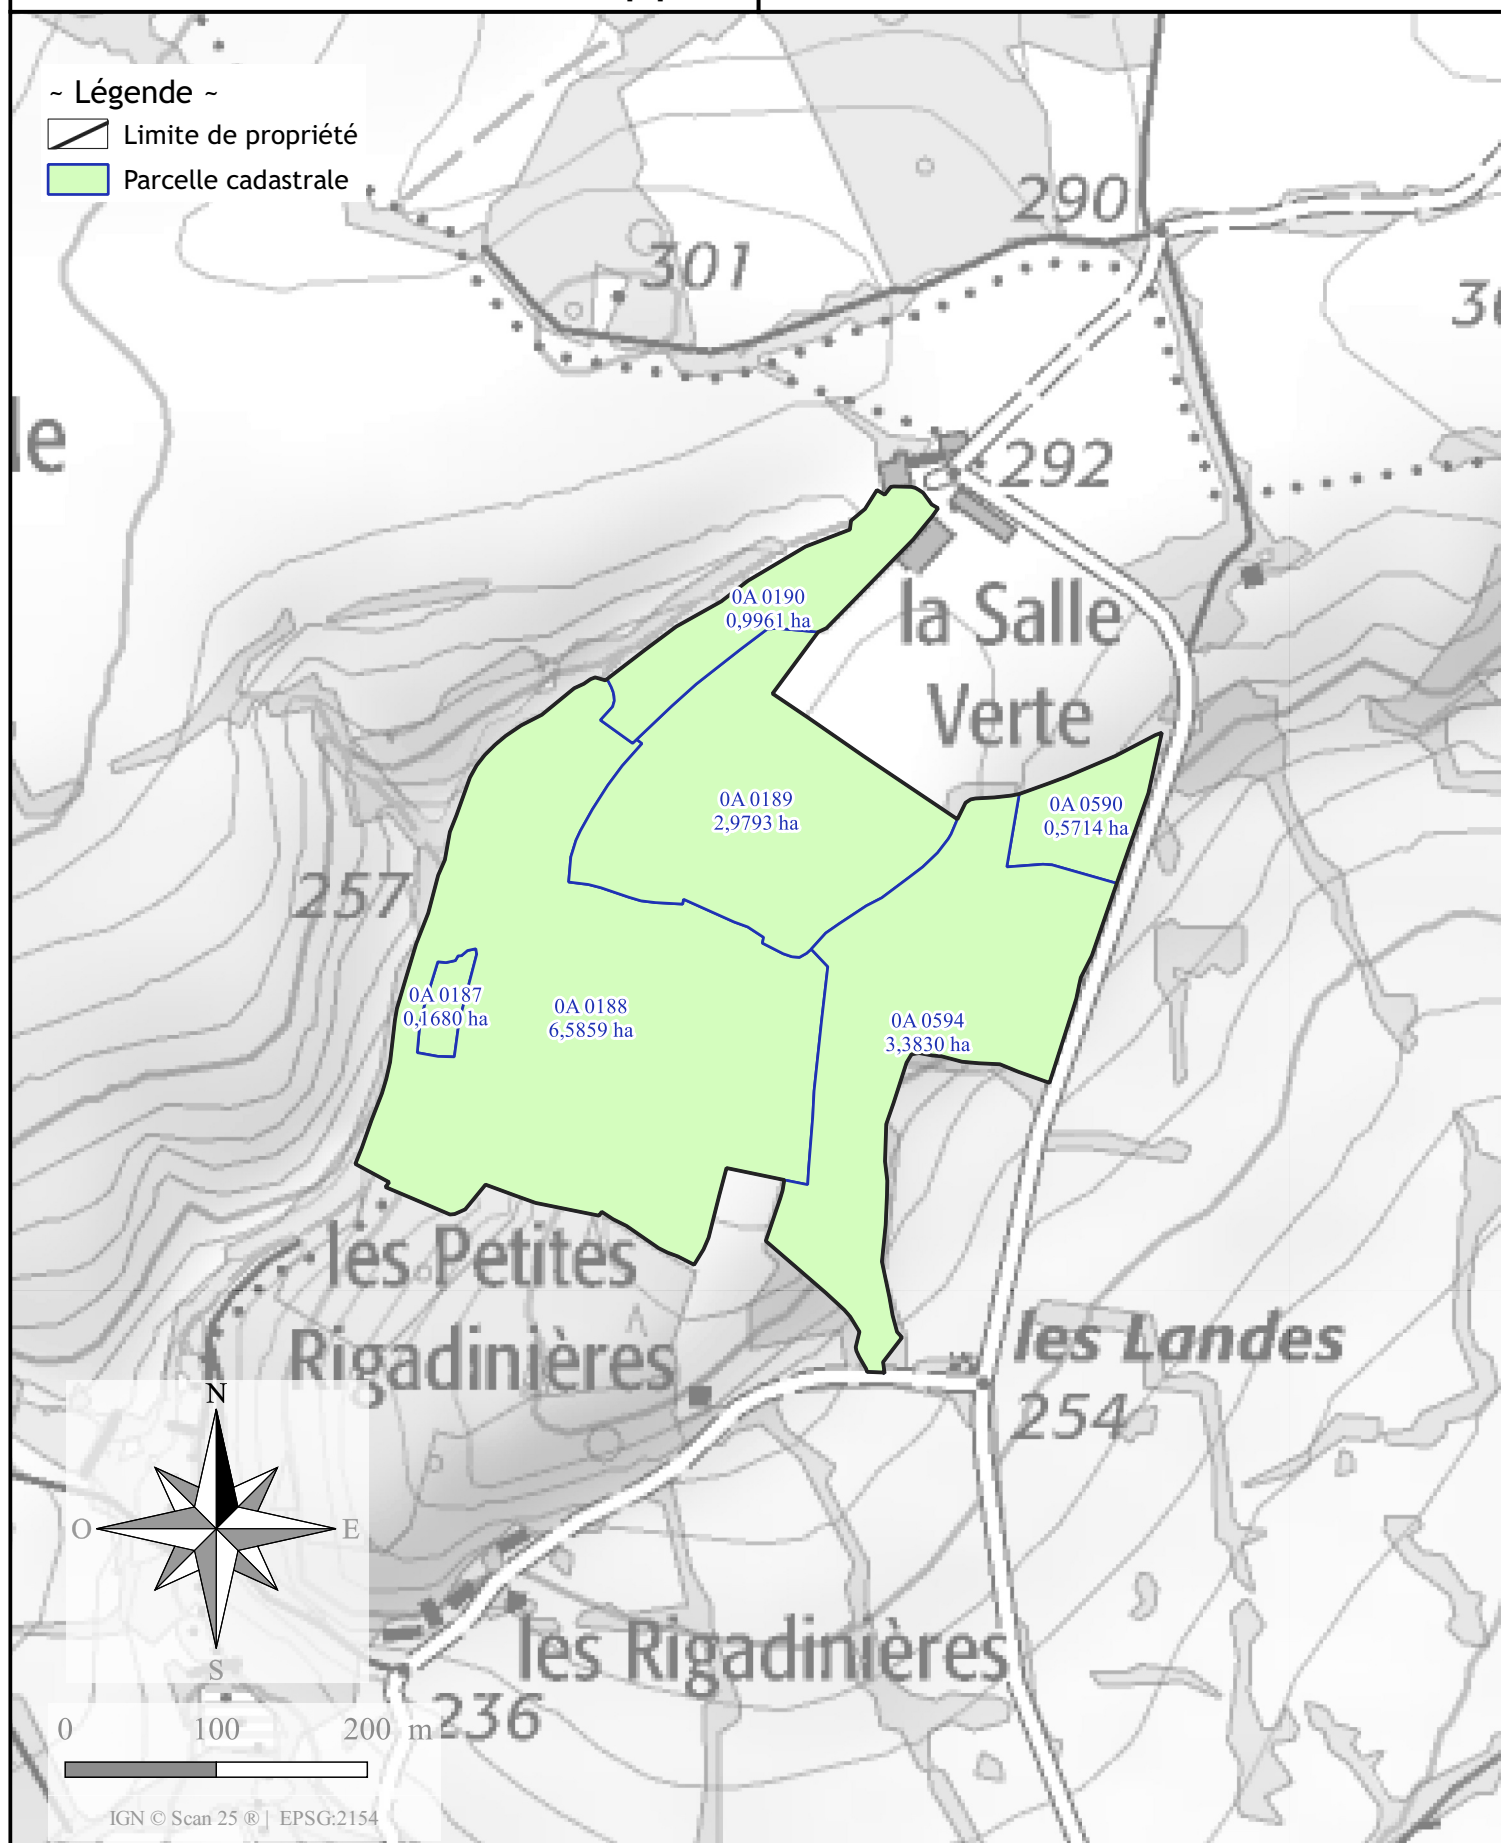 ~ Légende ~
Limite de propriété
Parcelle cadastrale
290
301
292
la Salle
Verte
0A 0190
0,9961 ha
0A 0189
2,9793 ha
0A 0590
0,5714 ha
257
0A 0187
0,1680 ha
0A 0188
6,5859 ha
0A 0594
3,3830 ha
les Petites
Rigadinières
les Landes
254
N
O
E
S
les Rigadinières
236
0 100 200 m
IGN © Scan 25 ® | EPSG:2154